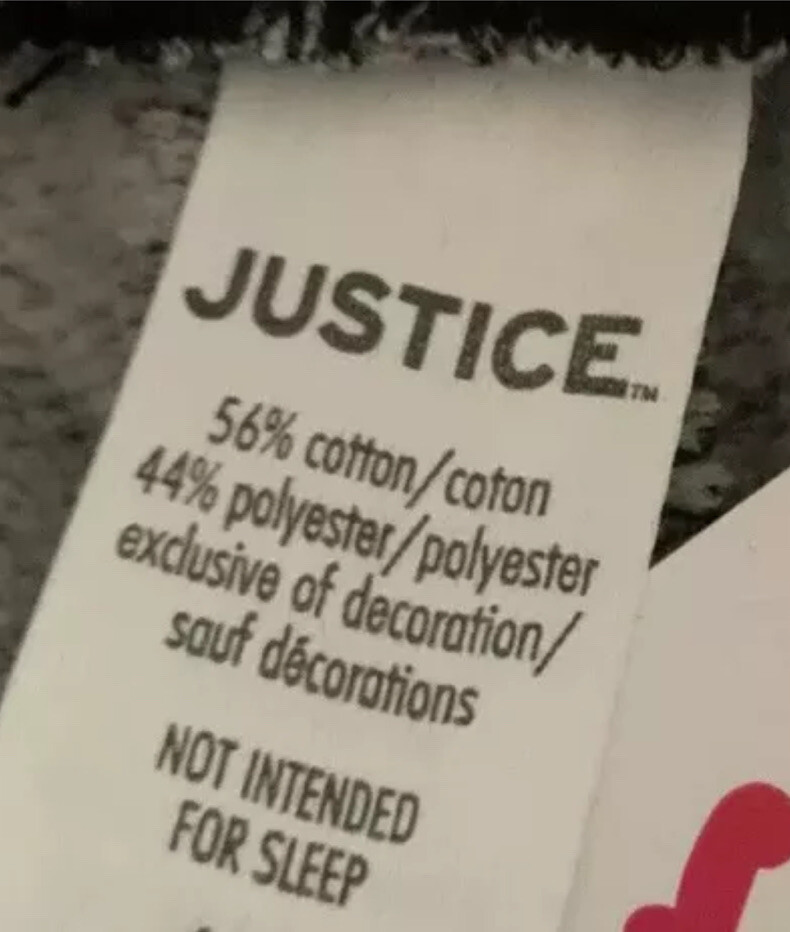 JUSTICE™
56% cotton/coton
44% polyester/polyester
exclusive of decoration/
sauf décorations
NOT INTENDED
FOR SLEEP